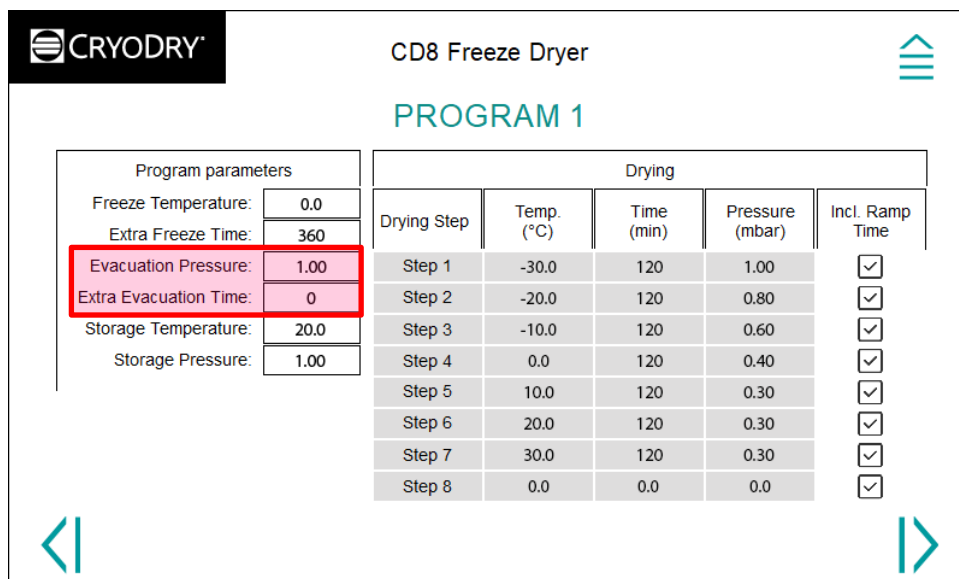 CRYODRY
CD8 Freeze Dryer
PROGRAM 1
Program parameters
Freeze Temperature: 0.0
Extra Freeze Time: 360
Evacuation Pressure: 1.00
Extra Evacuation Time: 0
Storage Temperature: 20.0
Storage Pressure: 1.00
Drying
Drying Step Temp. (°C) Time (min) Pressure (mbar) Incl. Ramp Time
Step 1 -30.0 120 1.00
Step 2 -20.0 120 0.80
Step 3 -10.0 120 0.60
Step 4 0.0 120 0.40
Step 5 10.0 120 0.30
Step 6 20.0 120 0.30
Step 7 30.0 120 0.30
Step 8 0.0 0.0 0.0